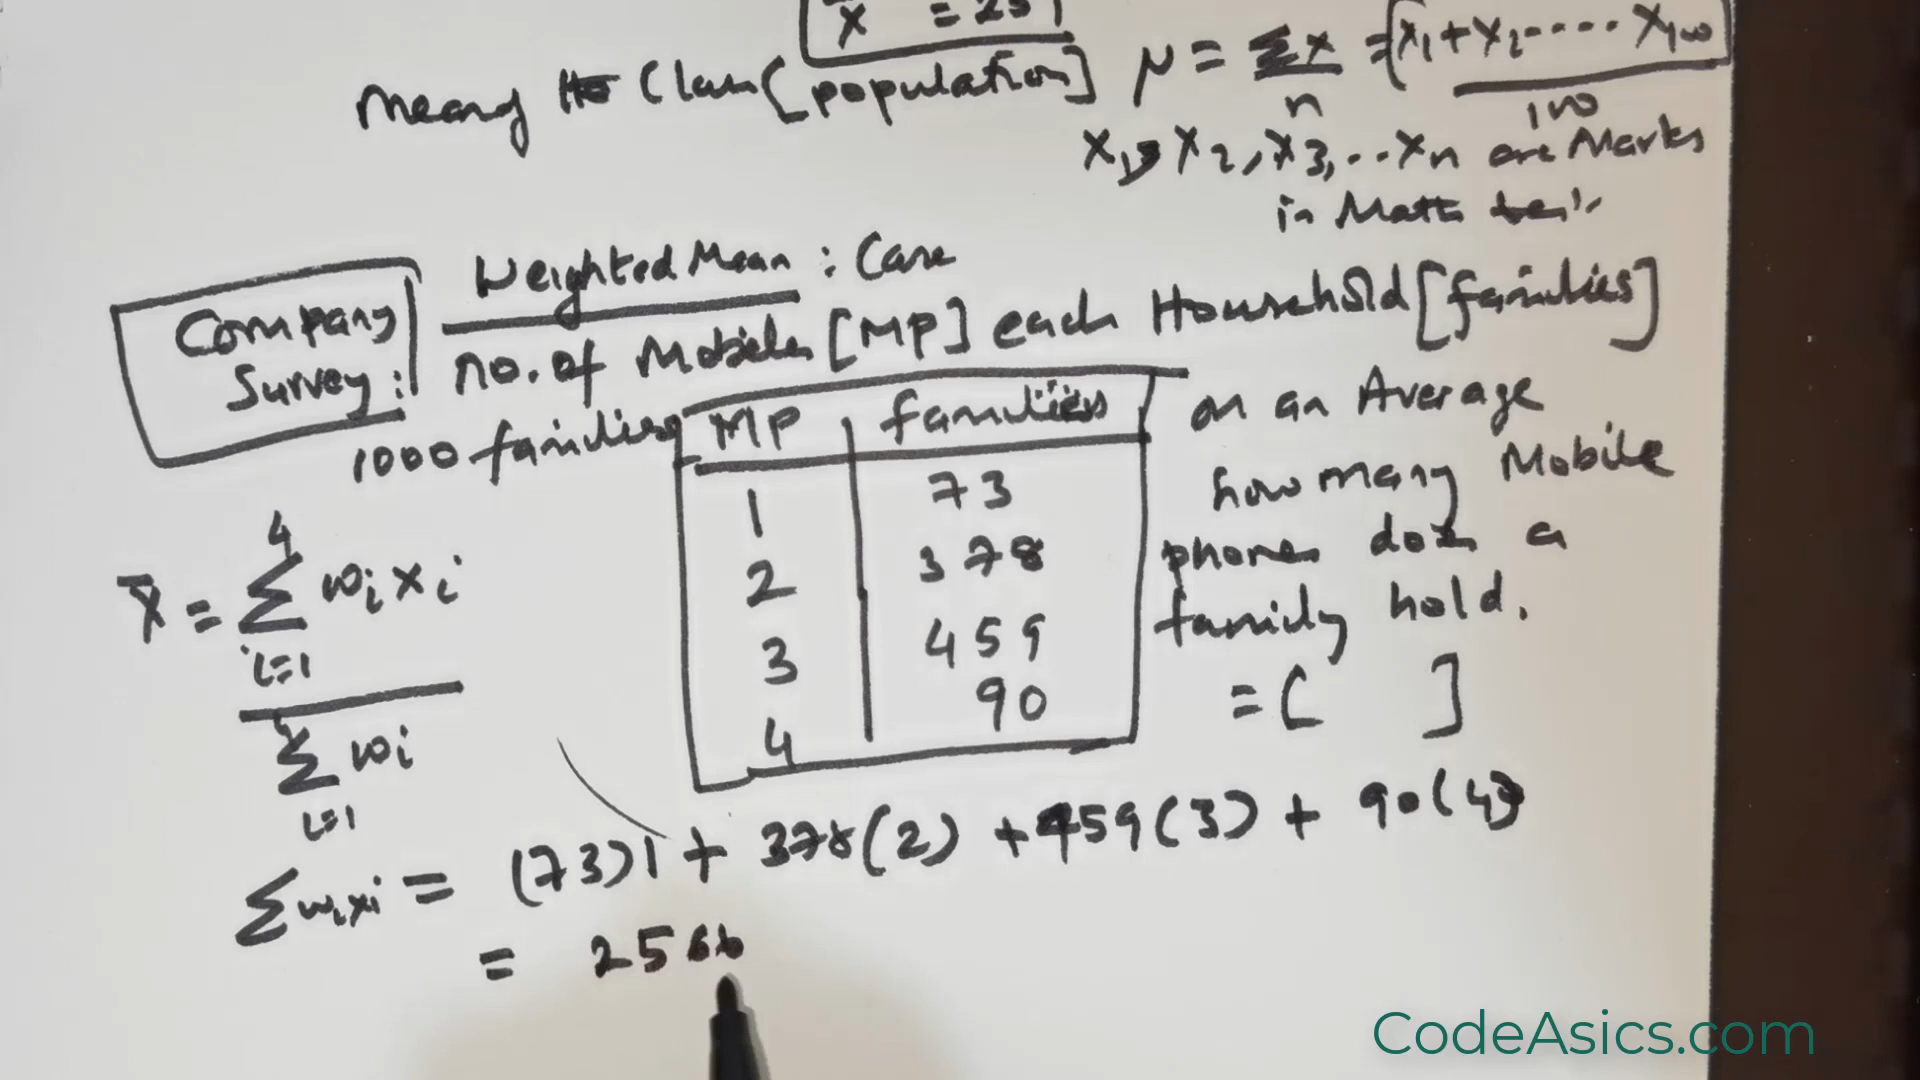 x̄ = 25
Mean of the Class [population] μ = Σx / n = [x1+x2..... x100 / 100
x1, x2, x3, ..xn are Marks
in Math test
Weighted Mean : Case
Company
Survey :
no. of Mobiles [MP] each Household [families]
1000 families
MP families
1 73
2 378
3 459
4 90
on an Average
how many Mobile
phones does a
family hold.
= [ ]
x̄ = 4 Σ i=1 wi xi
Σ i=1 wi
Σwixi = (73)1 + 378(2) + 459(3) + 90(4)
= 2566
CodeAsics.com